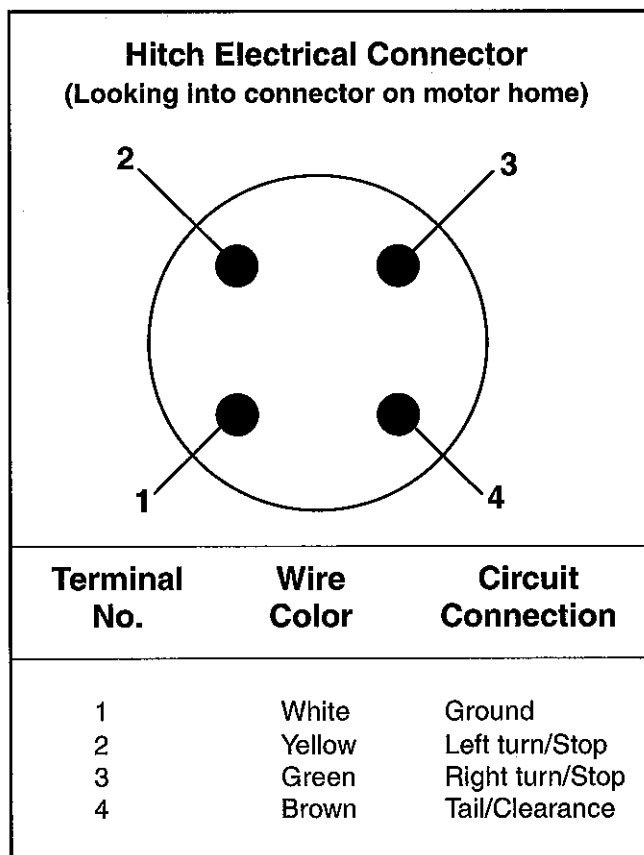 Hitch Electrical Connector
(Looking into connector on motor home)
2 3
1 4
Terminal No. Wire Color Circuit Connection
1 White Ground
2 Yellow Left turn/Stop
3 Green Right turn/Stop
4 Brown Tail/Clearance